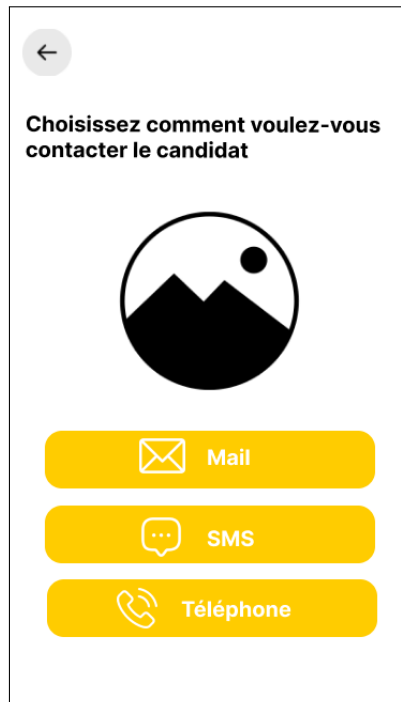 Choisissez comment voulez-vous
contacter le candidat
Mail
SMS
Téléphone